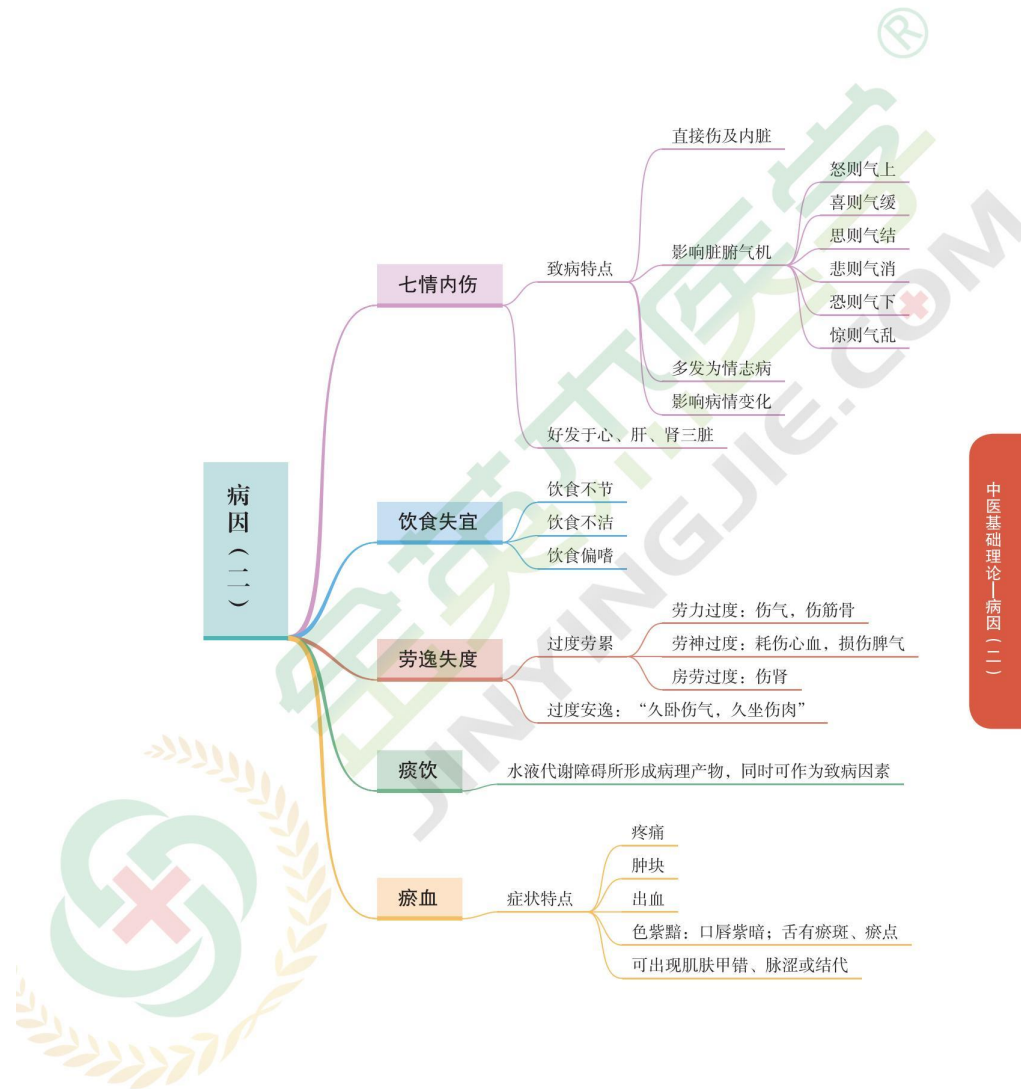 病因（二）
七情内伤
致病特点
直接伤及内脏
影响脏腑气机
怒则气上
喜则气缓
思则气结
悲则气消
恐则气下
惊则气乱
多发为情志病
影响病情变化
好发于心、肝、肾三脏
饮食失宜
饮食不节
饮食不洁
饮食偏嗜
劳逸失度
过度劳累
劳力过度：伤气，伤筋骨
劳神过度：耗伤心血，损伤脾气
房劳过度：伤肾
过度安逸：“久卧伤气，久坐伤肉”
痰饮
水液代谢障碍所形成病理产物，同时可作为致病因素
瘀血
症状特点
疼痛
肿块
出血
色紫黯：口唇紫暗；舌有瘀斑、瘀点
可出现肌肤甲错、脉涩或结代
中医基础理论—病因（二）
金英杰医学®
JINYINGJIE.COM